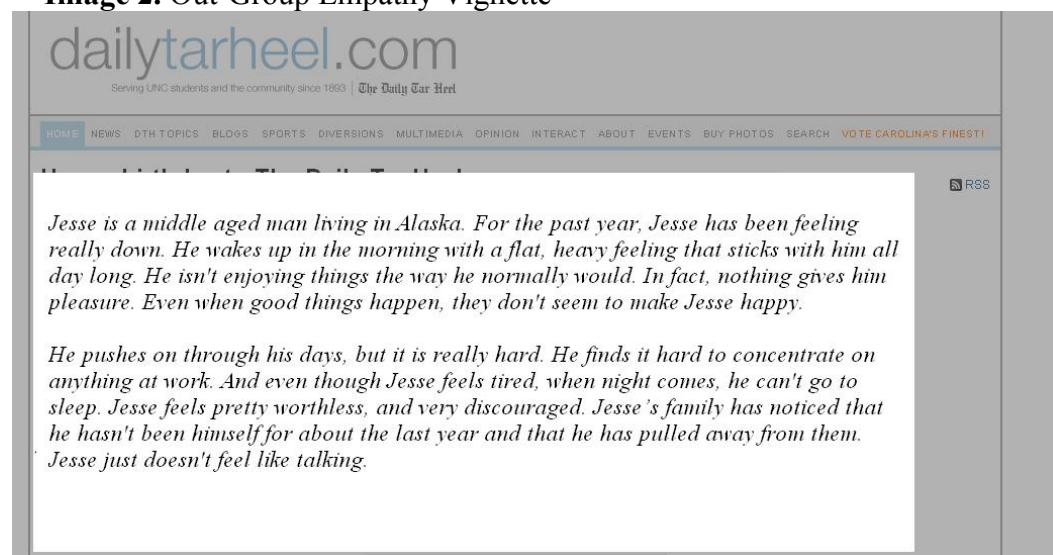 Image 2. Out-Group Empathy Vignette
dailytarheel.com
Serving UNC students and the community since 1893 | The Daily Tar Heel
HOME NEWS DTH TOPICS BLOGS SPORTS DIVERSIONS MULTIMEDIA OPINION INTERACT ABOUT EVENTS BUY PHOTOS SEARCH VOTE CAROLINA'S FINEST!
RSS
Jesse is a middle aged man living in Alaska. For the past year, Jesse has been feeling
really down. He wakes up in the morning with a flat, heavy feeling that sticks with him all
day long. He isn't enjoying things the way he normally would. In fact, nothing gives him
pleasure. Even when good things happen, they don't seem to make Jesse happy.
He pushes on through his days, but it is really hard. He finds it hard to concentrate on
anything at work. And even though Jesse feels tired, when night comes, he can't go to
sleep. Jesse feels pretty worthless, and very discouraged. Jesse's family has noticed that
he hasn't been himself for about the last year and that he has pulled away from them.
Jesse just doesn't feel like talking.